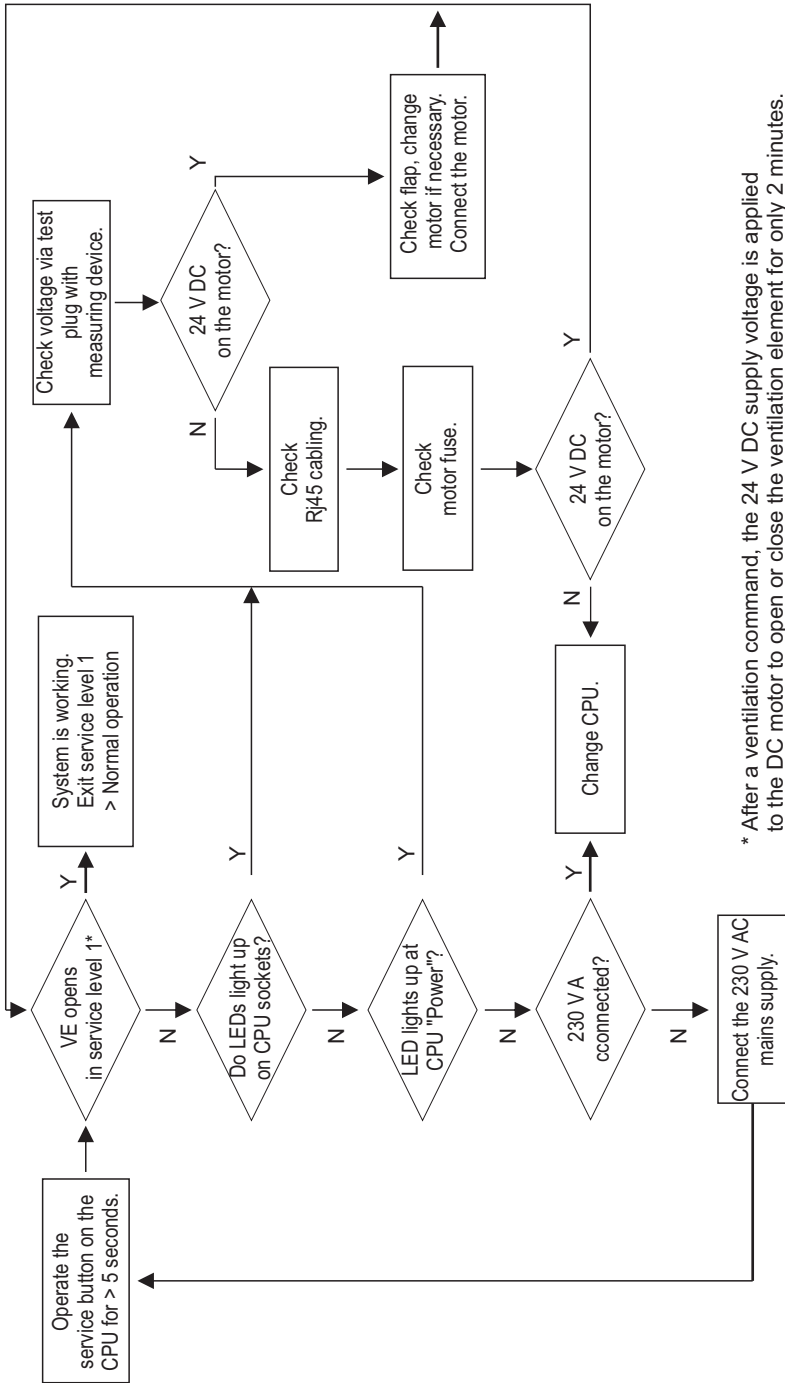 Operate the
service button on the
CPU for > 5 seconds.
VE opens
in service level 1*
Y
System is working.
Exit service level 1
> Normal operation
N
Do LEDs light up
on CPU sockets?
Y
N
LED lights up at
CPU "Power"?
Y
N
230 V A
cconnected?
Y
N
Connect the 230 V AC
mains supply.
Change CPU.
Check voltage via test
plug with
measuring device.
24 V DC
on the motor?
Y
N
Check
Rj45 cabling.
Check
motor fuse.
Check flap, change
motor if necessary.
Connect the motor.
24 V DC
on the motor?
Y
N
* After a ventilation command, the 24 V DC supply voltage is applied
to the DC motor to open or close the ventilation element for only 2 minutes.